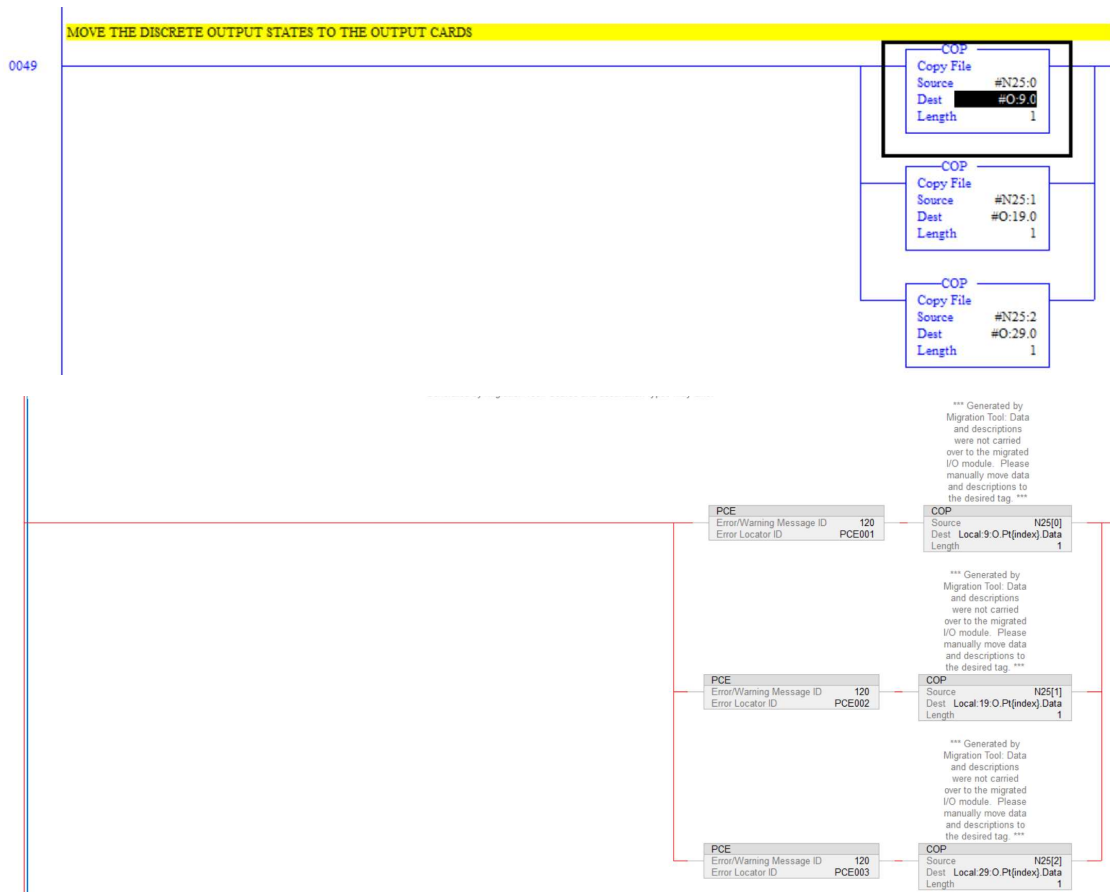 MOVE THE DISCRETE OUTPUT STATES TO THE OUTPUT CARDS
0049
COP
Copy File
Source #N25:0
Dest #O:9.0
Length 1
COP
Copy File
Source #N25:1
Dest #O:19.0
Length 1
COP
Copy File
Source #N25:2
Dest #O:29.0
Length 1
*** Generated by
Migration Tool: Data
and descriptions
were not carried
over to the migrated
I/O module. Please
manually move data
and descriptions to
the desired tag. ***
PCE
Error/Warning Message ID 120
Error Locator ID PCE001
COP
Source N25[0]
Dest Local:9:O.Pt{index}.Data
Length 1
*** Generated by
Migration Tool: Data
and descriptions
were not carried
over to the migrated
I/O module. Please
manually move data
and descriptions to
the desired tag. ***
PCE
Error/Warning Message ID 120
Error Locator ID PCE002
COP
Source N25[1]
Dest Local:19:O.Pt{index}.Data
Length 1
*** Generated by
Migration Tool: Data
and descriptions
were not carried
over to the migrated
I/O module. Please
manually move data
and descriptions to
the desired tag. ***
PCE
Error/Warning Message ID 120
Error Locator ID PCE003
COP
Source N25[2]
Dest Local:29:O.Pt{index}.Data
Length 1